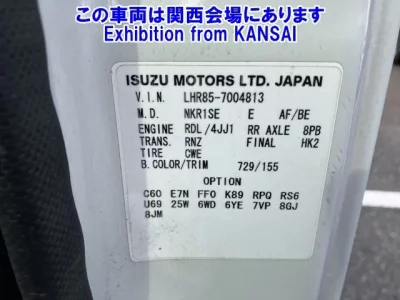 この車両は関西会場にあります
Exhibition from KANSAI
ISUZU MOTORS LTD. JAPAN
V.I.N. LHR85-7004813
M.D. NKR1SE E AF/BE
ENGINE RDL/4JJ1 RR AXLE 8PB
TRANS. RNZ FINAL HK2
TIRE CWE
B.COLOR/TRIM 729/155
OPTION
C60 E7N FF0 K89 RPQ RS6
U69 25W 6WD 6YE 7VP 8GJ
8JM